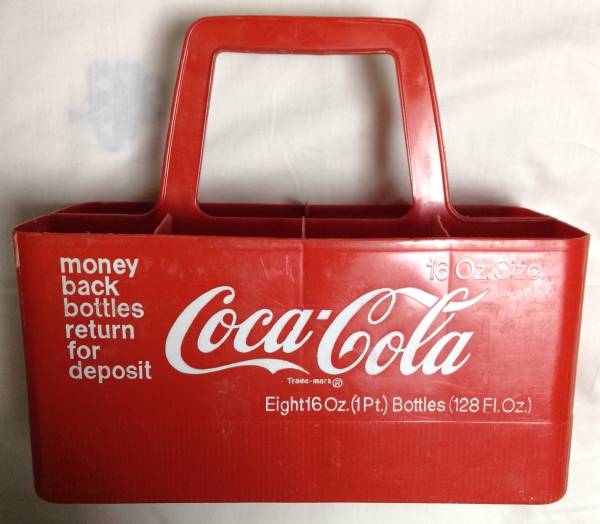 money
back
bottles
return
for
deposit
16 Oz. Size
Coca-Cola
Trade-mark®
Eight 16 Oz. (1 Pt.) Bottles (128 Fl. Oz.)